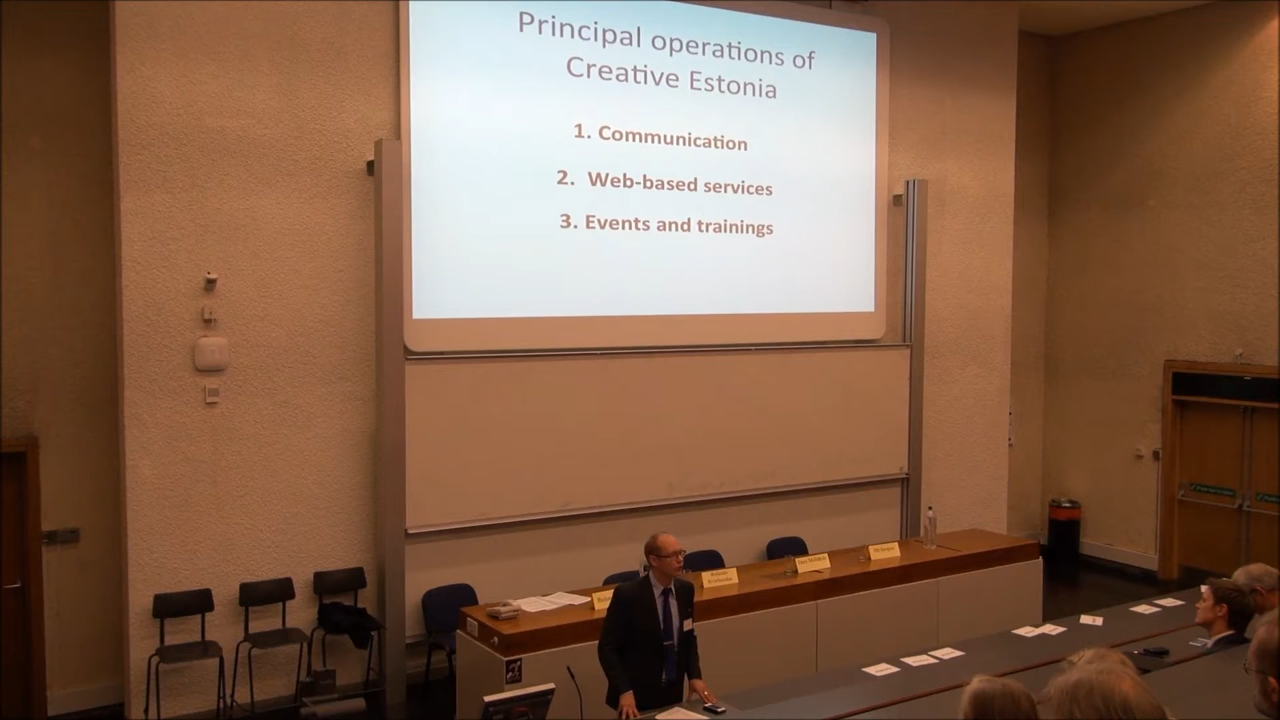 Principal operations of
Creative Estonia
1. Communication
2. Web-based services
3. Events and trainings